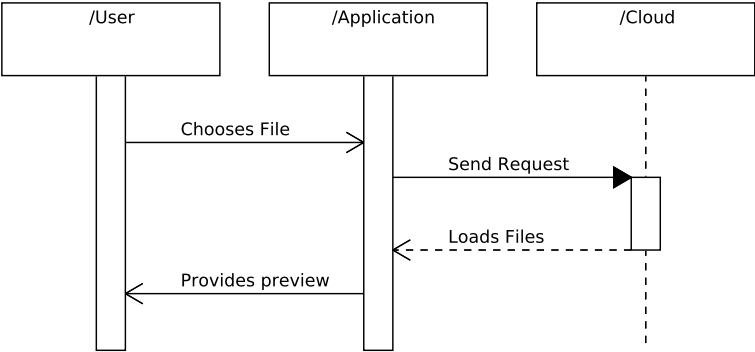 /User
/Application
/Cloud
Chooses File
Send Request
Loads Files
Provides preview